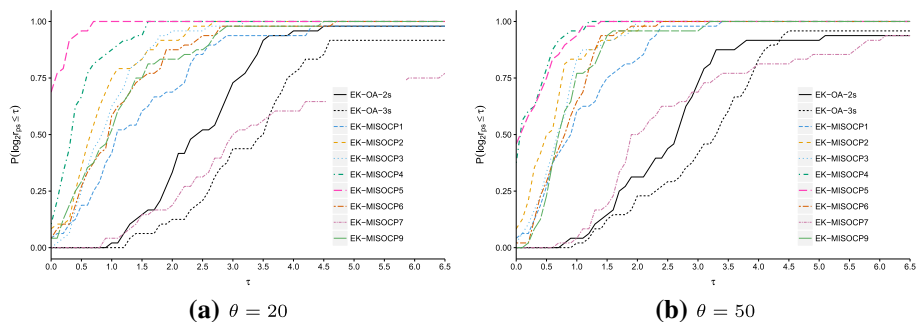 1.00
0.75
0.50
0.25
0.00
P(log₂rₚₛ ≤ τ)
EK−OA−2s
EK−OA−3s
EK−MISOCP1
EK−MISOCP2
EK−MISOCP3
EK−MISOCP4
EK−MISOCP5
EK−MISOCP6
EK−MISOCP7
EK−MISOCP9
0.0 0.5 1.0 1.5 2.0 2.5 3.0 3.5 4.0 4.5 5.0 5.5 6.0 6.5
τ
(a) θ = 20
1.00
0.75
0.50
0.25
0.00
P(log₂rₚₛ ≤ τ)
EK−OA−2s
EK−OA−3s
EK−MISOCP1
EK−MISOCP2
EK−MISOCP3
EK−MISOCP4
EK−MISOCP5
EK−MISOCP6
EK−MISOCP7
EK−MISOCP9
0.0 0.5 1.0 1.5 2.0 2.5 3.0 3.5 4.0 4.5 5.0 5.5 6.0 6.5
τ
(b) θ = 50